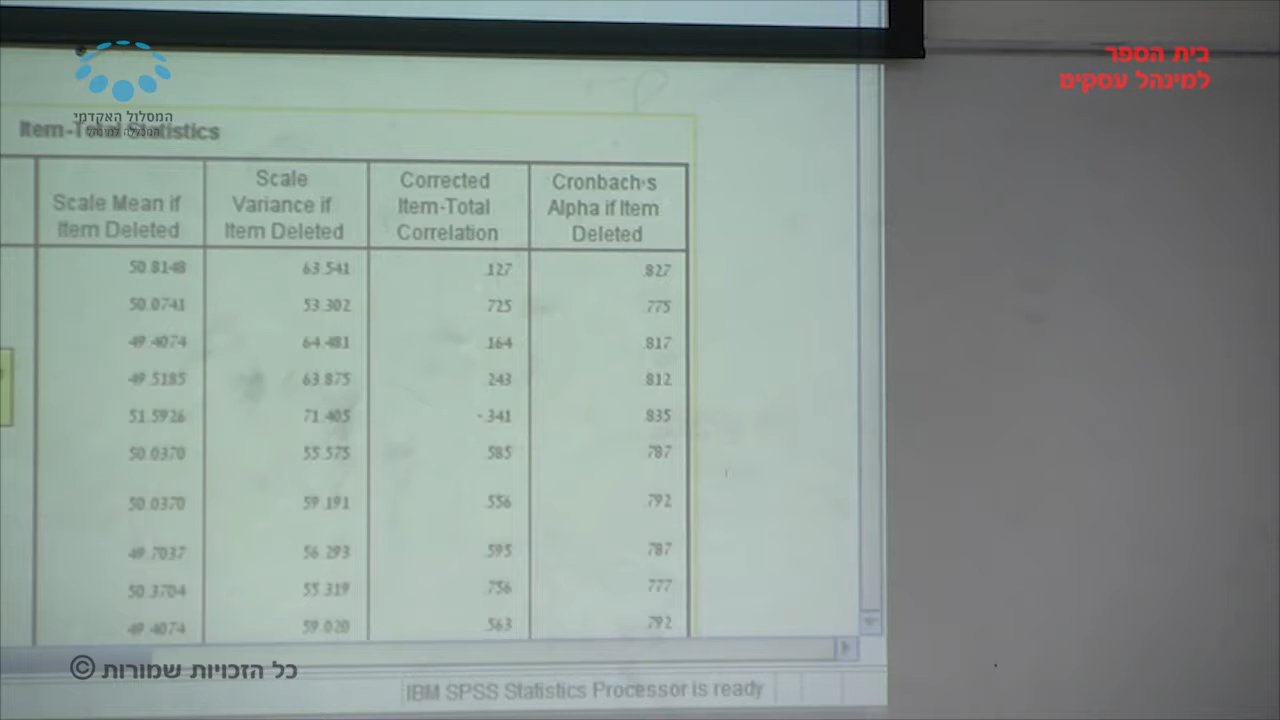 בית הספר
למינהל עסקים
המסלול האקדמי
המכללה למינהל
Item-Total Statistics
Scale Mean if Item Deleted
Scale Variance if Item Deleted
Corrected Item-Total Correlation
Cronbach's Alpha if Item Deleted
50.8148 63.541 .127 .827
50.0741 53.302 .725 .775
49.4074 64.481 .164 .817
49.5185 63.875 .243 .812
51.5926 71.405 -.341 .835
50.0370 55.575 .585 .787
50.0370 59.191 .556 .792
49.7037 56.293 .595 .787
50.3704 55.319 .756 .777
49.4074 59.020 .563 .792
כל הזכויות שמורות ©
IBM SPSS Statistics Processor is ready